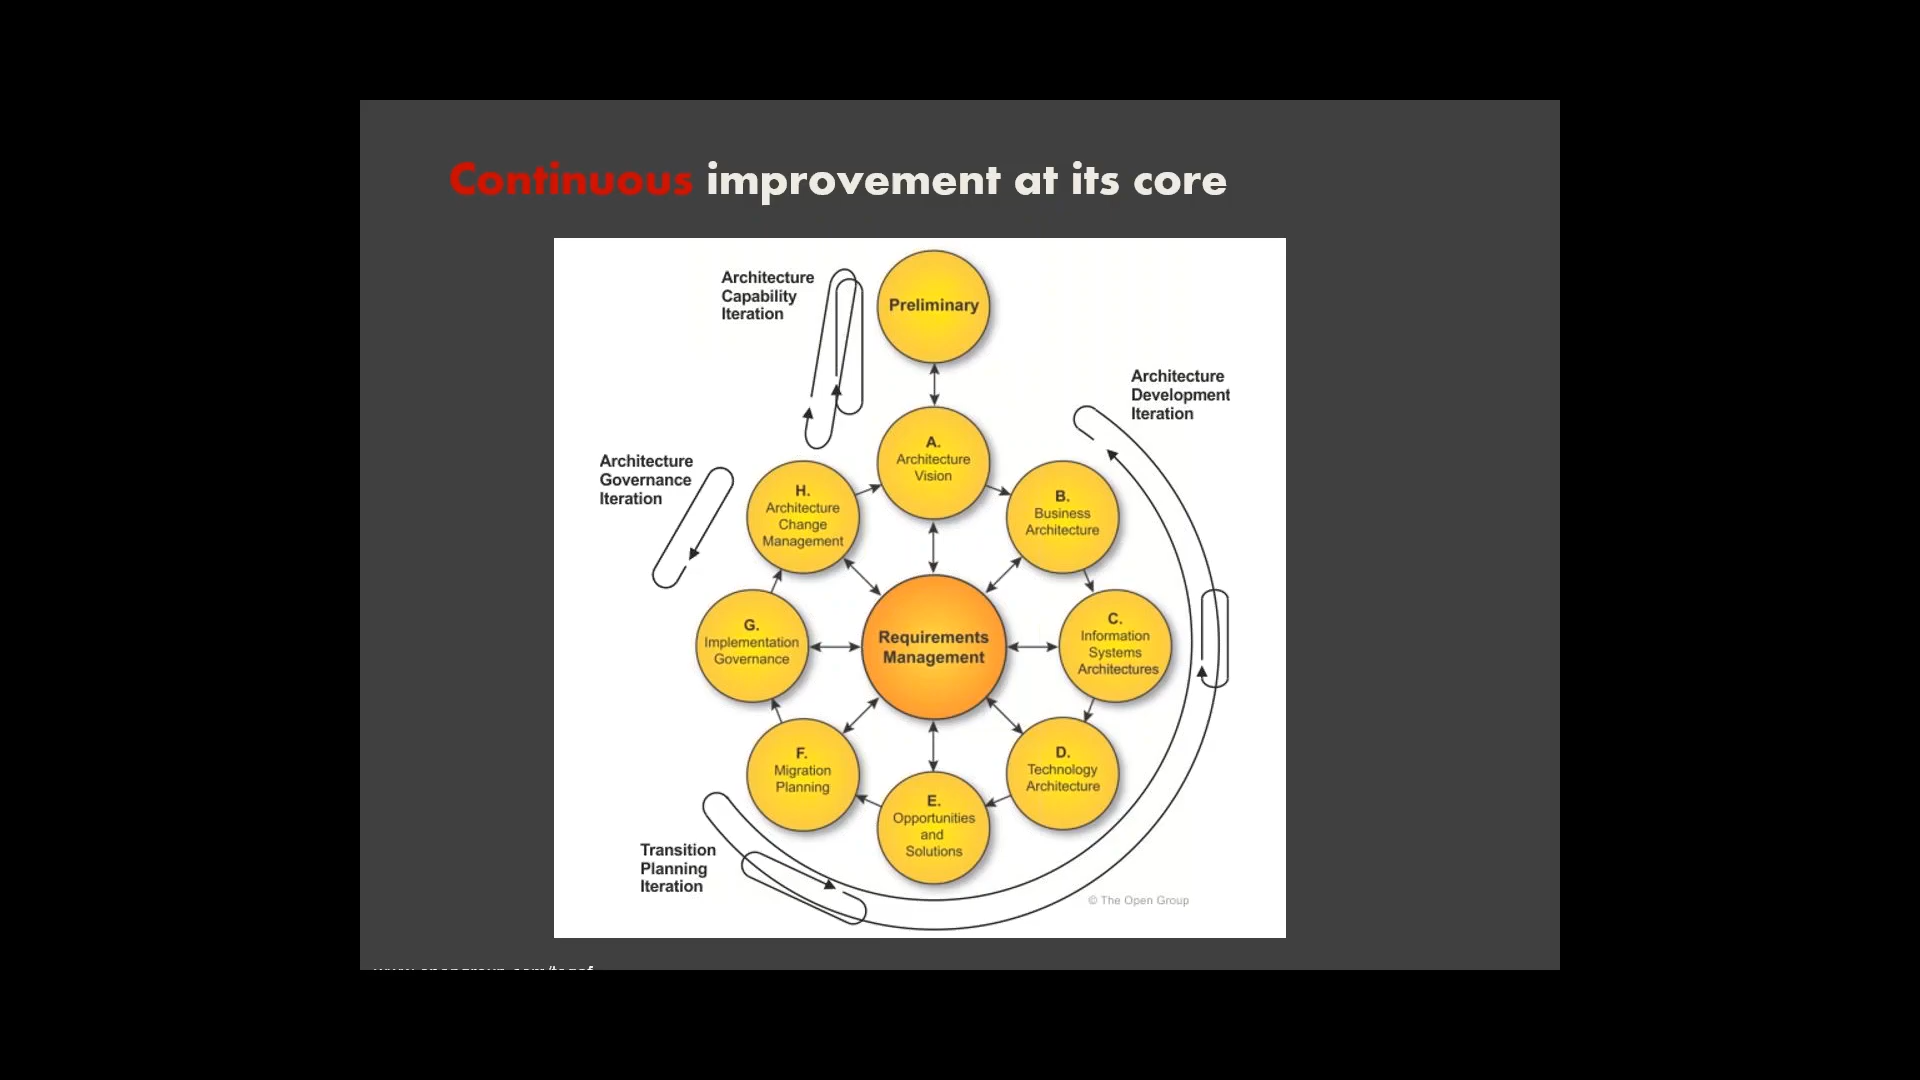 Continuous improvement at its core
Architecture
Capability
Iteration
Preliminary
Architecture
Development
Iteration
A.
Architecture
Vision
Architecture
Governance
Iteration
H.
Architecture
Change
Management
B.
Business
Architecture
G.
Implementation
Governance
Requirements
Management
C.
Information
Systems
Architectures
F.
Migration
Planning
D.
Technology
Architecture
E.
Opportunities
and
Solutions
Transition
Planning
Iteration
© The Open Group